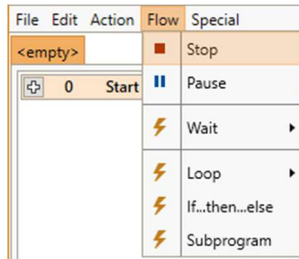 File Edit Action Flow Special
<empty>
0 Start
Stop
Pause
Wait
Loop
If...then...else
Subprogram